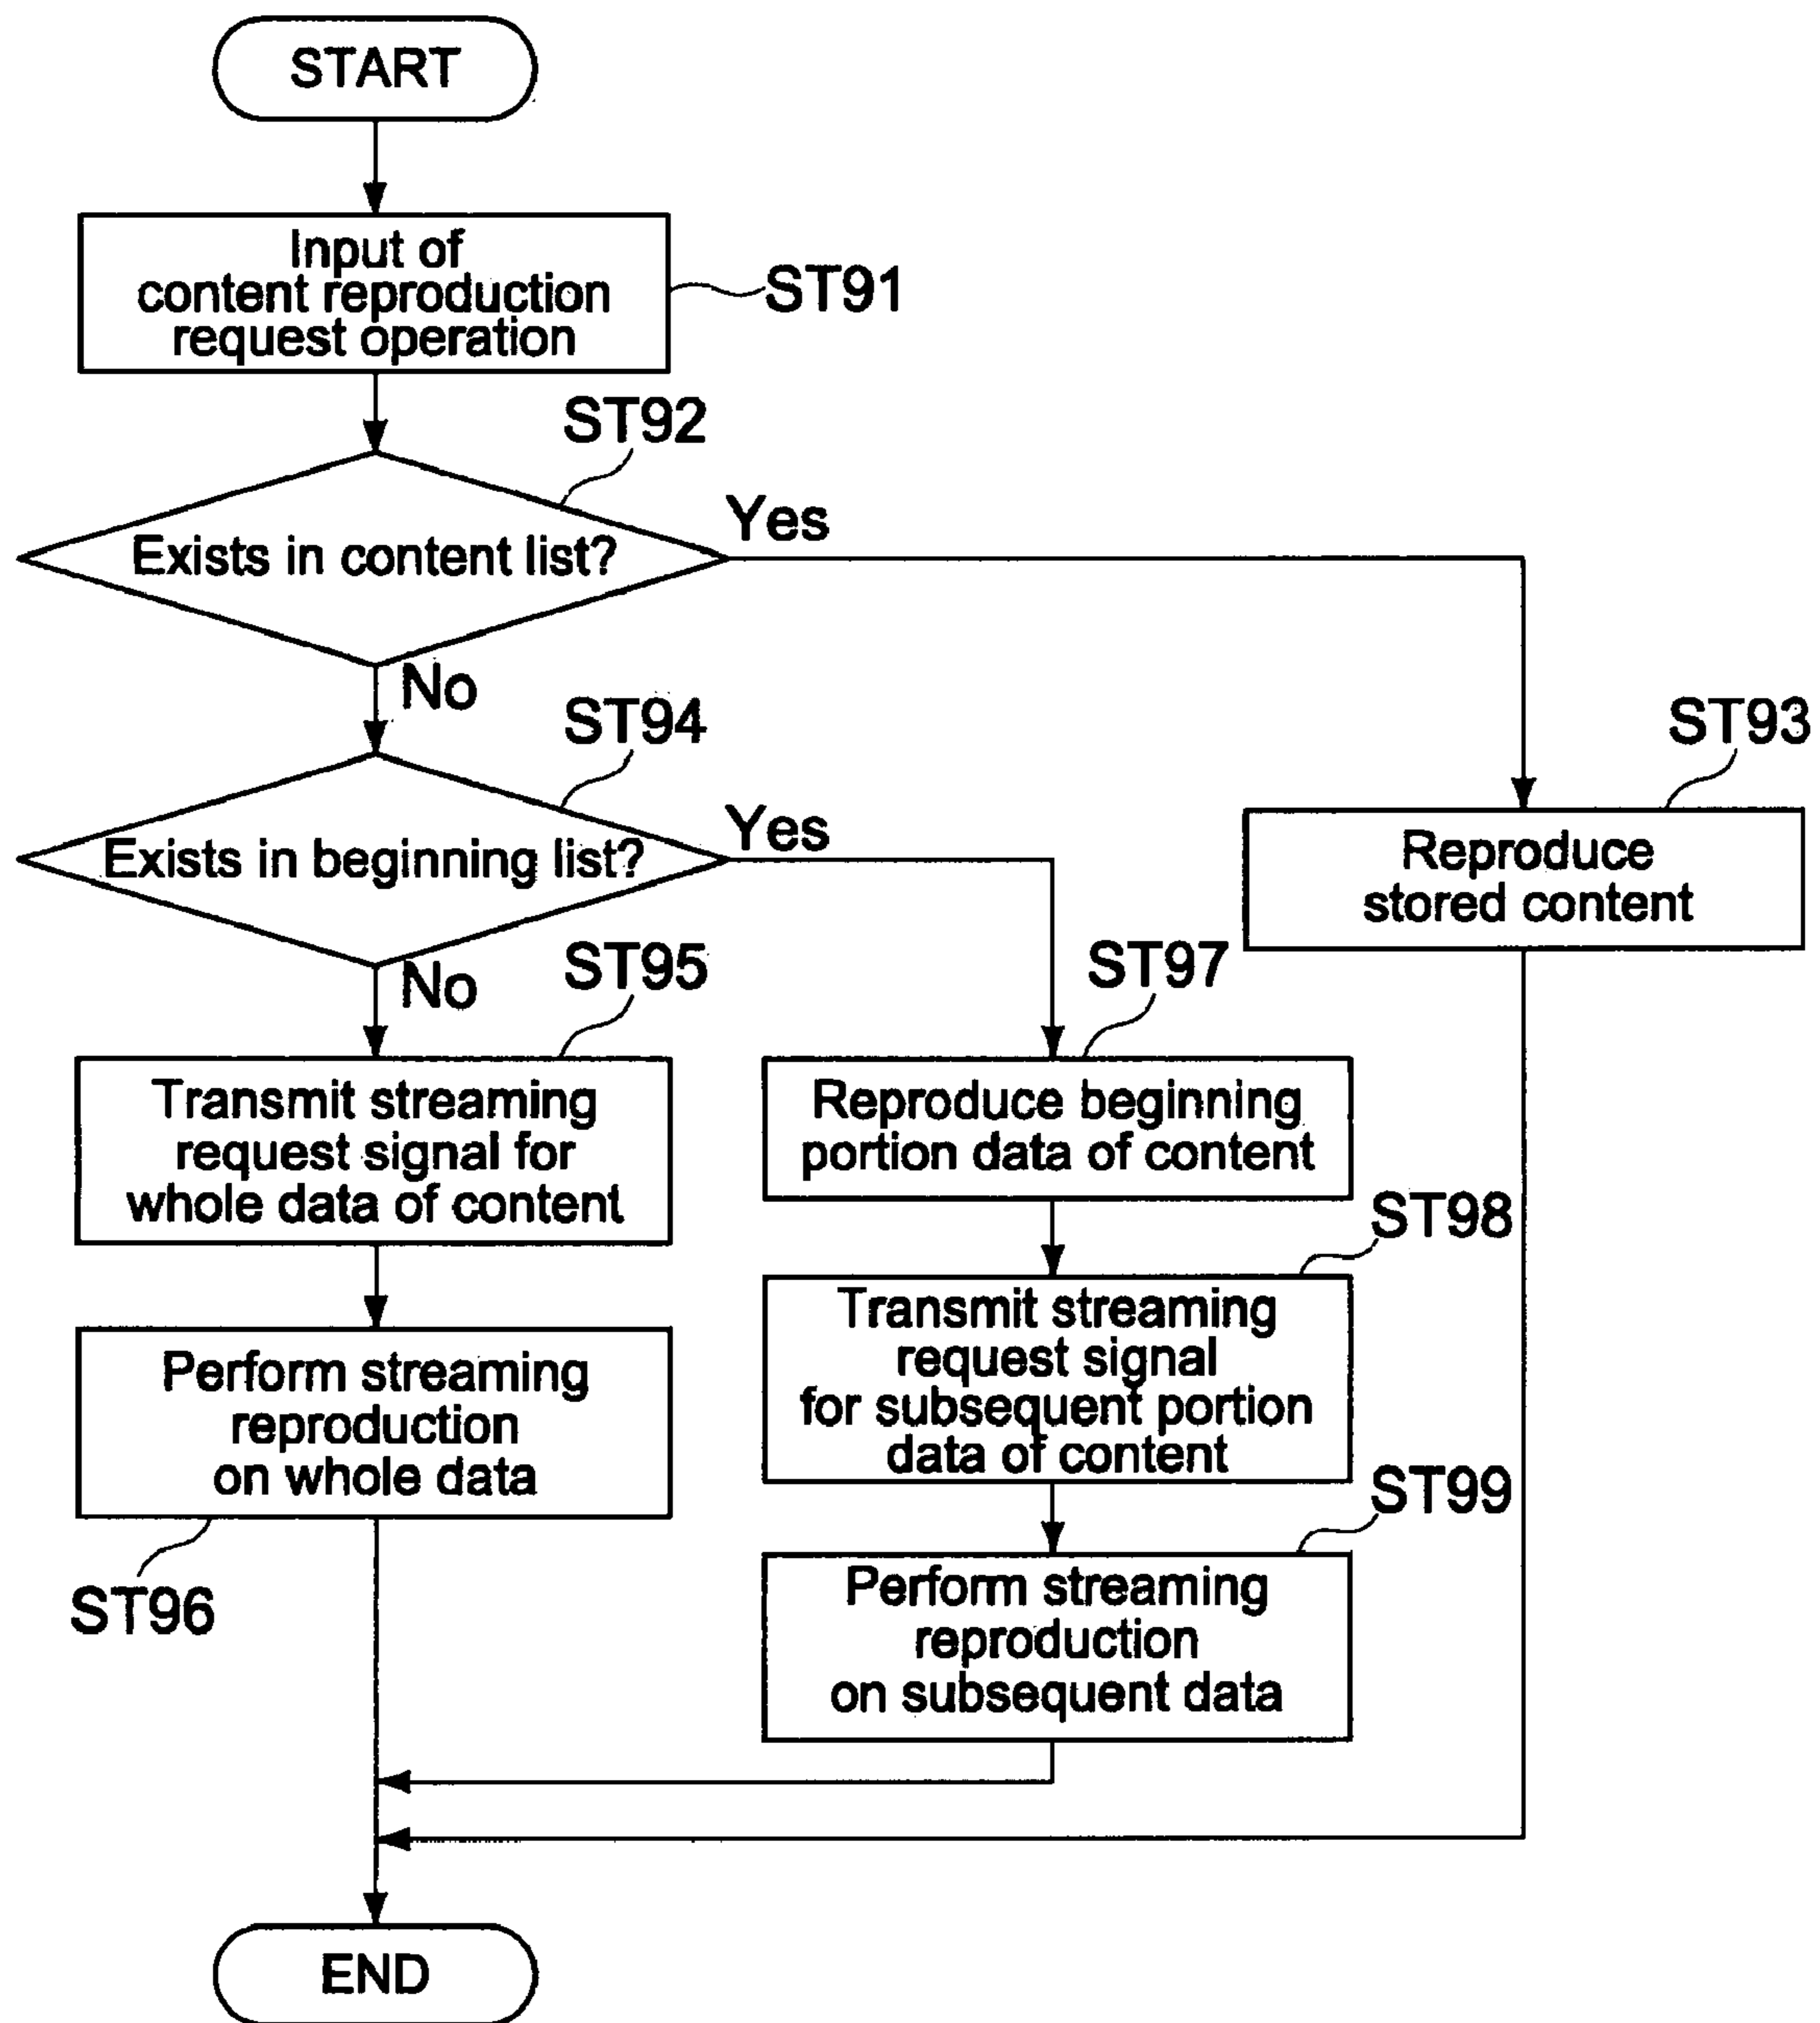 START
Input of
content reproduction
request operation
ST91
ST92
Exists in content list?
Yes
No
ST94
ST93
Exists in beginning list?
Yes
Reproduce
stored content
No
ST95
ST97
Transmit streaming
request signal for
whole data of content
Reproduce beginning
portion data of content
ST98
Perform streaming
reproduction
on whole data
ST96
Transmit streaming
request signal
for subsequent portion
data of content
ST99
Perform streaming
reproduction
on subsequent data
END